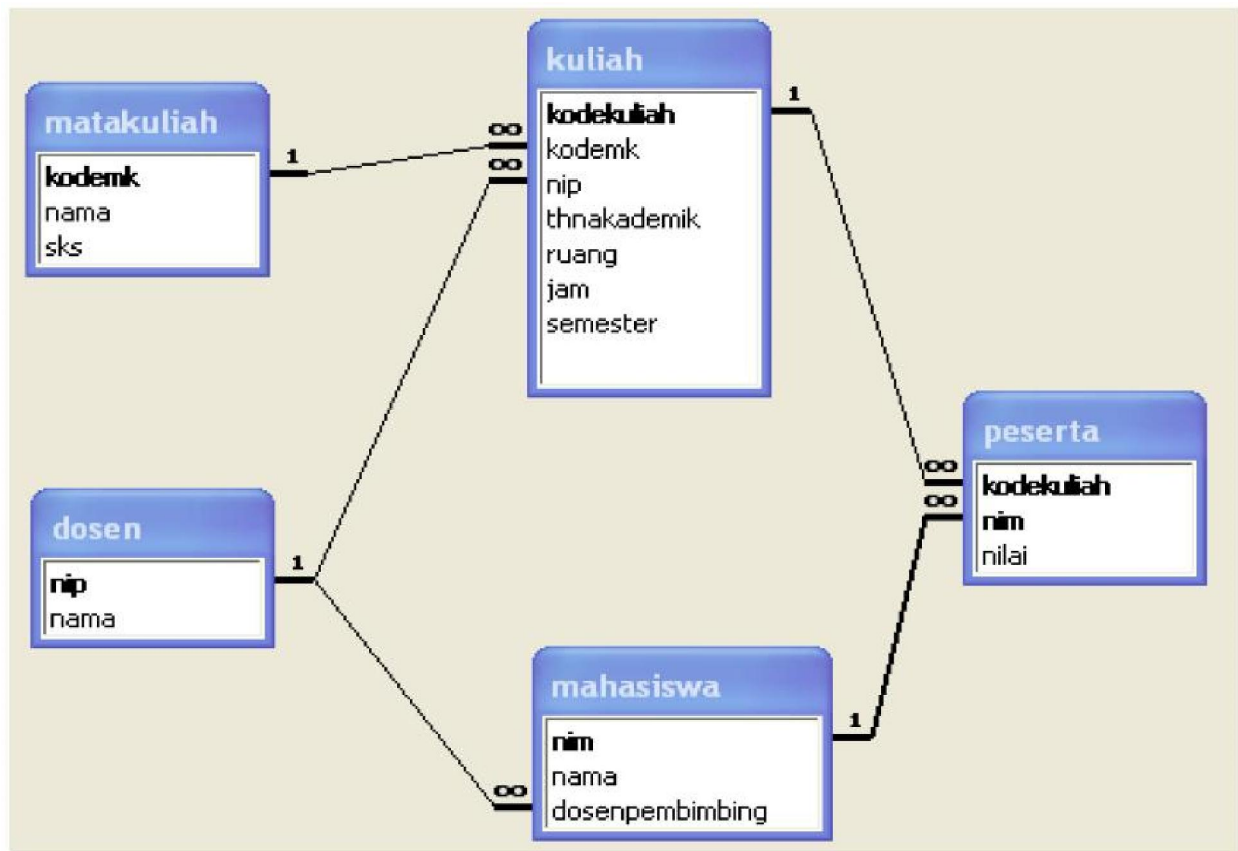 matakuliah
kodemk
nama
sks
1
∞
∞
kuliah
kodekuliah
kodemk
nip
thnakademik
ruang
jam
semester
1
dosen
nip
nama
1
∞
mahasiswa
nim
nama
dosenpembimbing
1
∞
∞
peserta
kodekuliah
nim
nilai